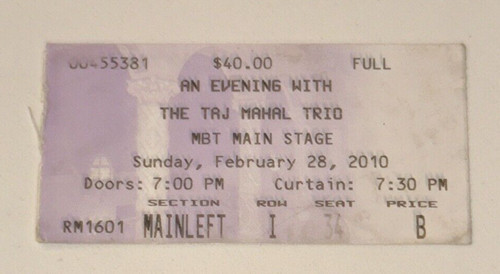 00455381 $40.00 FULL
AN EVENING WITH
THE TAJ MAHAL TRIO
MBT MAIN STAGE
Sunday, February 28, 2010
Doors: 7:00 PM Curtain: 7:30 PM
SECTION ROW SEAT PRICE
RM1601 MAINLEFT I 34 B